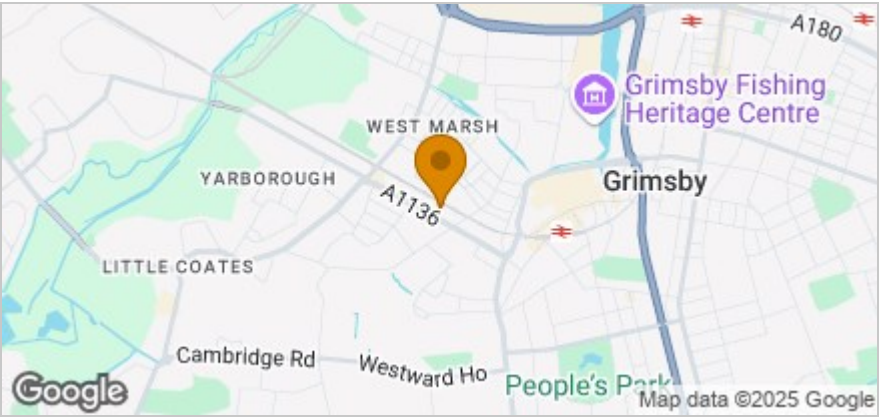 A180
Grimsby Fishing
Heritage Centre
WEST MARSH
YARBOROUGH
Grimsby
A1136
LITTLE COATES
Cambridge Rd
Westward Ho
People's Park
Google
Map data ©2025 Google